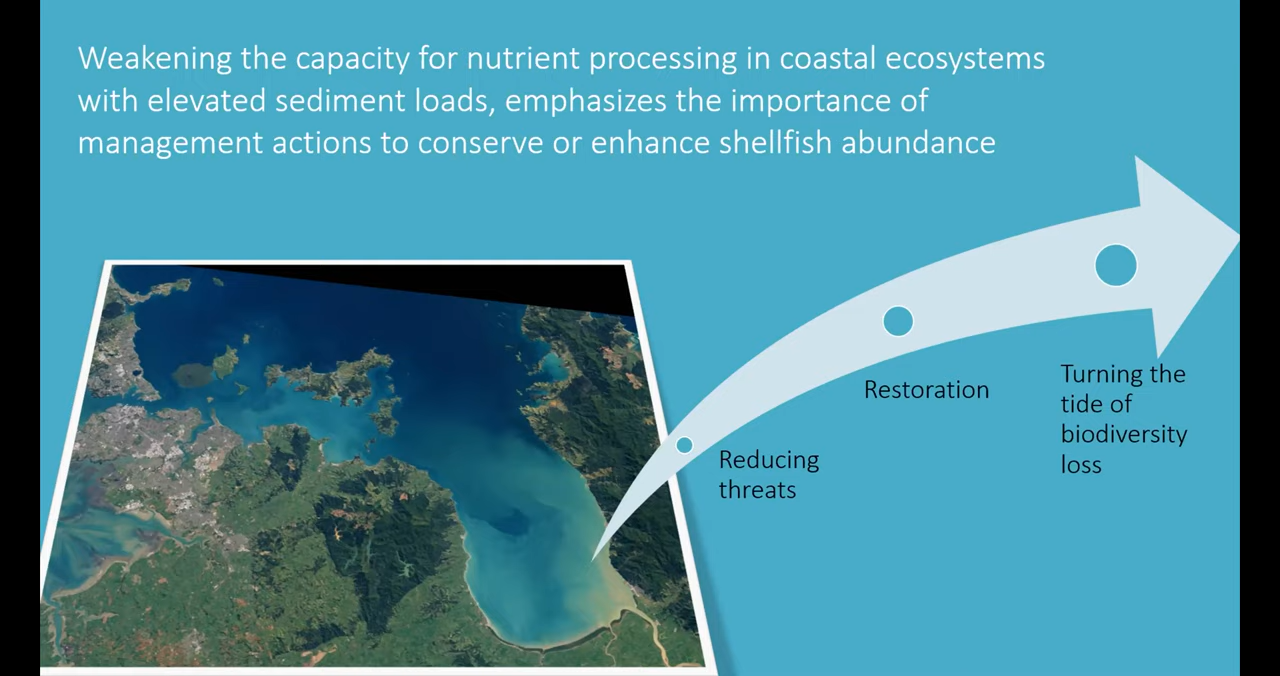 Weakening the capacity for nutrient processing in coastal ecosystems
with elevated sediment loads, emphasizes the importance of
management actions to conserve or enhance shellfish abundance
Reducing
threats
Restoration
Turning the
tide of
biodiversity
loss